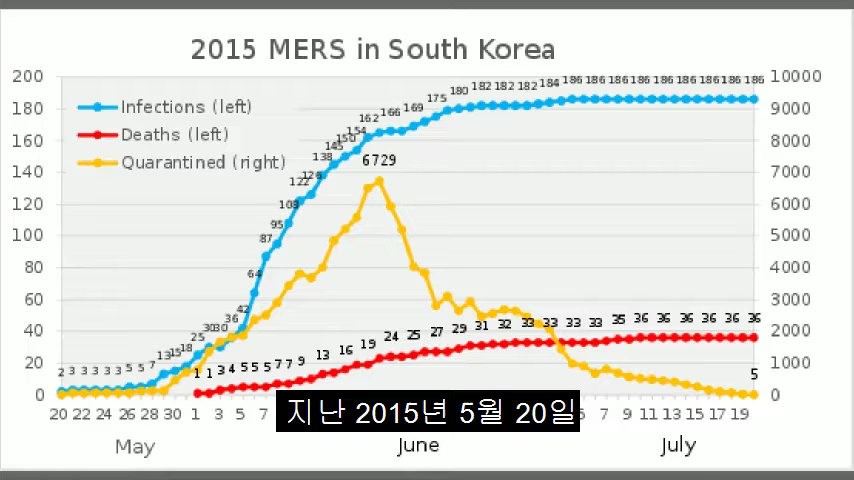 2015 MERS in South Korea
200
180
160
140
120
100
80
60
40
20
0
10000
9000
8000
7000
6000
5000
4000
3000
2000
1000
0
Infections (left)
Deaths (left)
Quarantined (right)
2 3 3 3 3 3 5 5 7 13 15 18 25 30 30 36 42 64 87 95 108 122 126 138 145 150 154 162 166 169 175 180 182 182 182 184 186 186 186 186 186 186 186 186 186
6729
1 1 3 4 5 5 5 7 7 9 13 16 19 24 25 27 29 31 32 33 33 33 33 35 36 36 36 36 36 36
5
20 22 24 26 28 30 1 3 5 7 5 7 9 11 13 15 17 19
May June July
지난 2015년 5월 20일